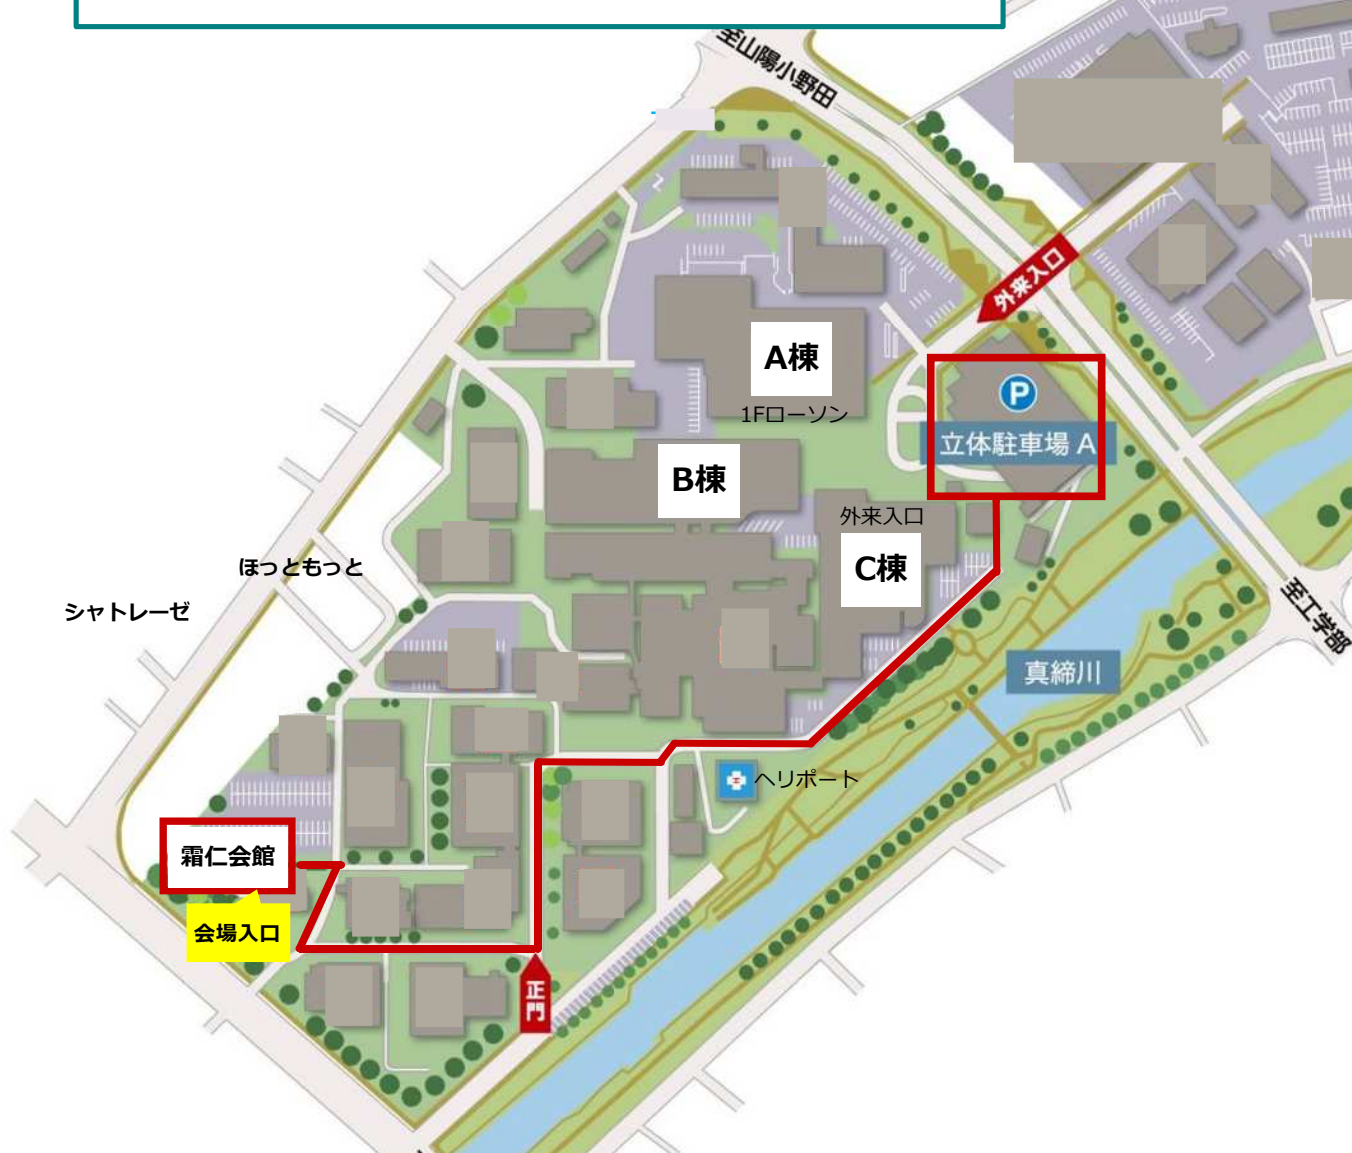 至山陽小野田
外来入口
A棟
1Fローソン
P
立体駐車場 A
B棟
外来入口
C棟
ほっともっと
シャトレーゼ
至工学部
真締川
ヘリポート
霜仁会館
会場入口
正門